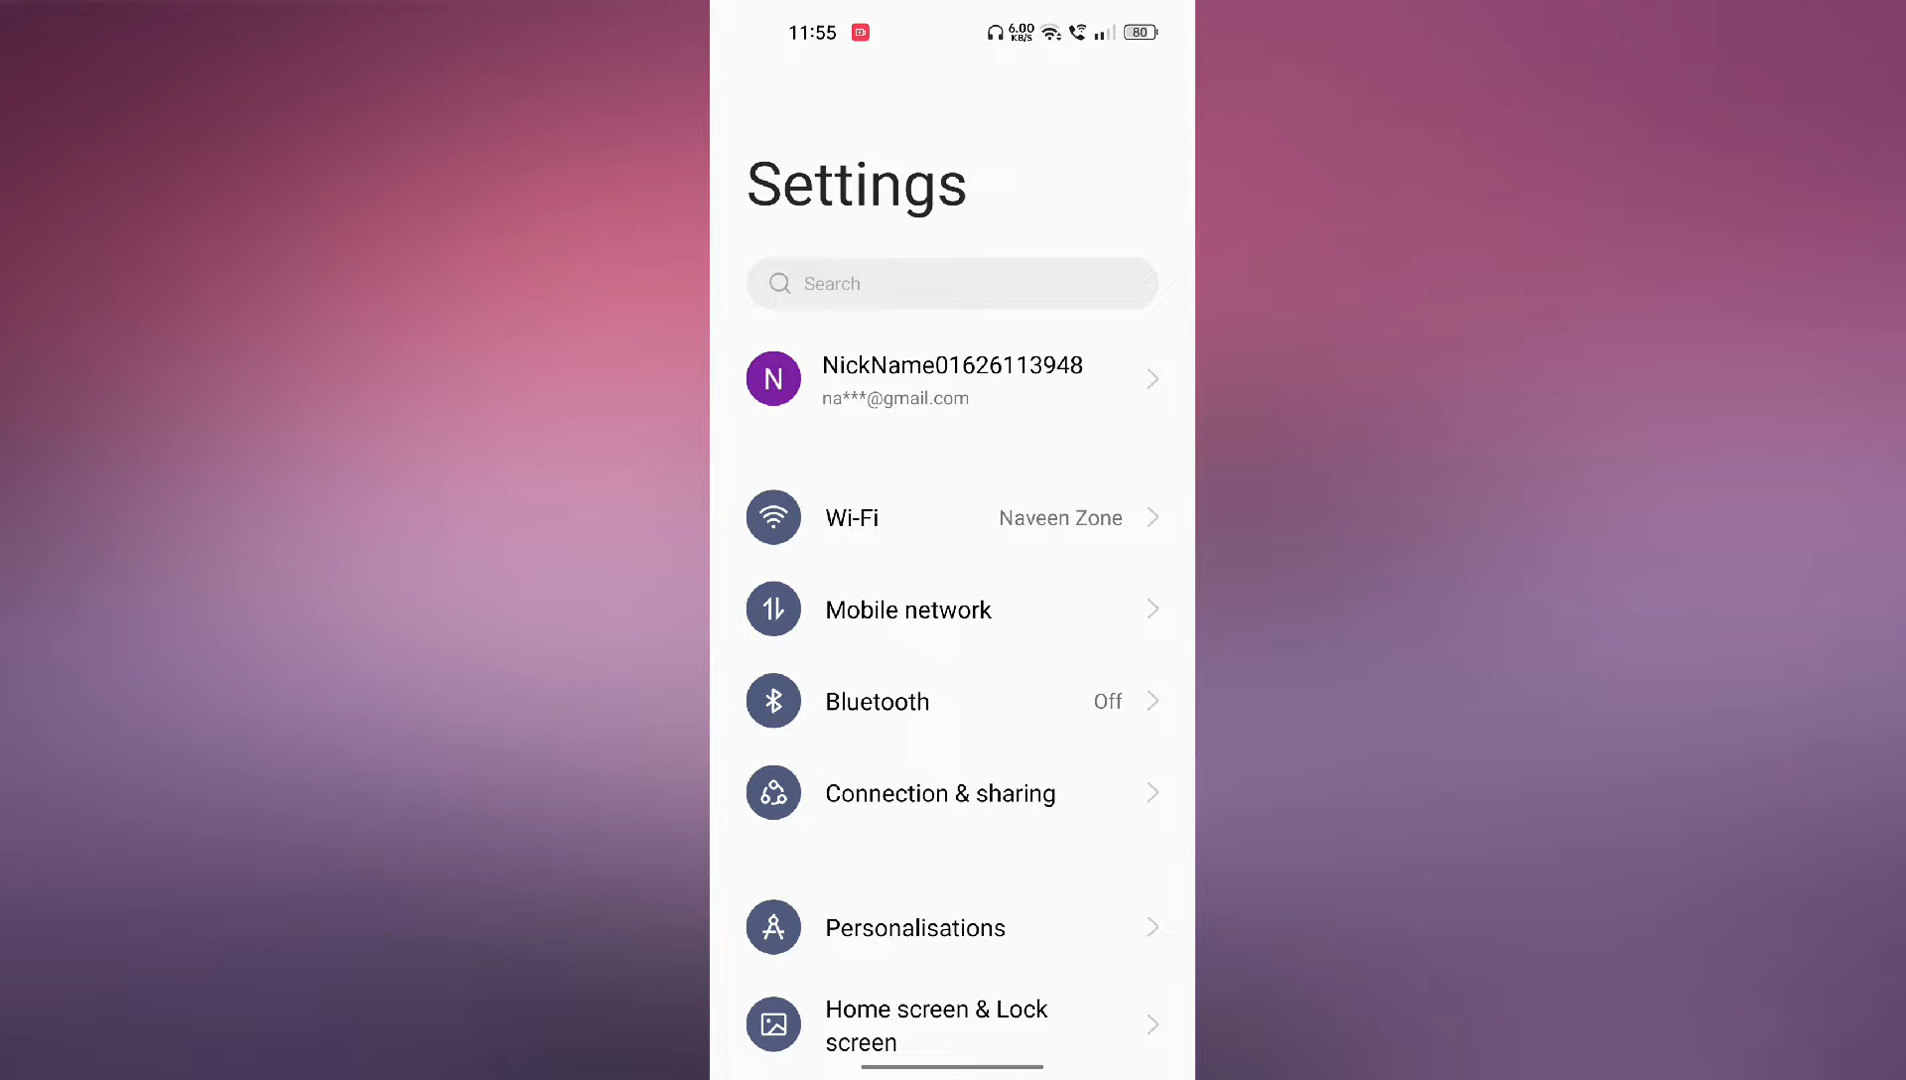 11:55 6.00 KB/S 80
Settings
Search
N NickName01626113948
na***@gmail.com
Wi-Fi Naveen Zone
Mobile network
Bluetooth Off
Connection & sharing
Personalisations
Home screen & Lock
screen